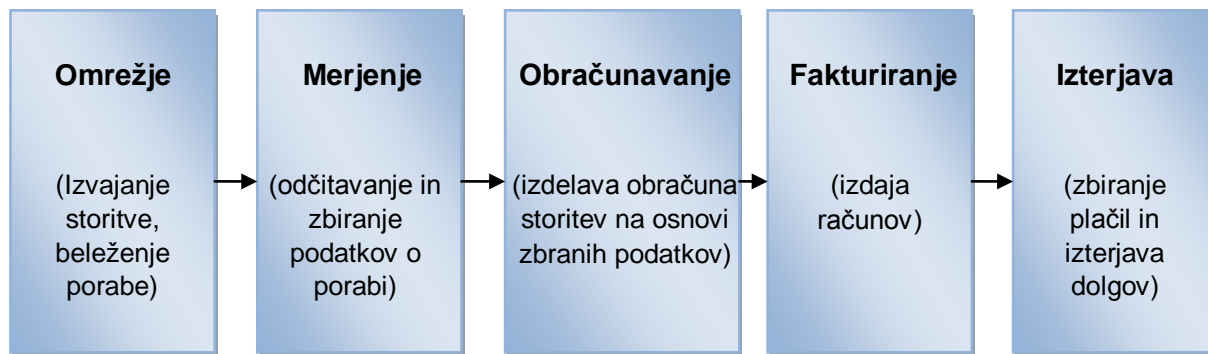 Omrežje
(Izvajanje
storitve,
beleženje
porabe)
Merjenje
(odčitavanje in
zbiranje
podatkov o
porabi)
Obračunavanje
(izdelava obračuna
storitev na osnovi
zbranih podatkov)
Fakturiranje
(izdaja
računov)
Izterjava
(zbiranje
plačil in
izterjava
dolgov)